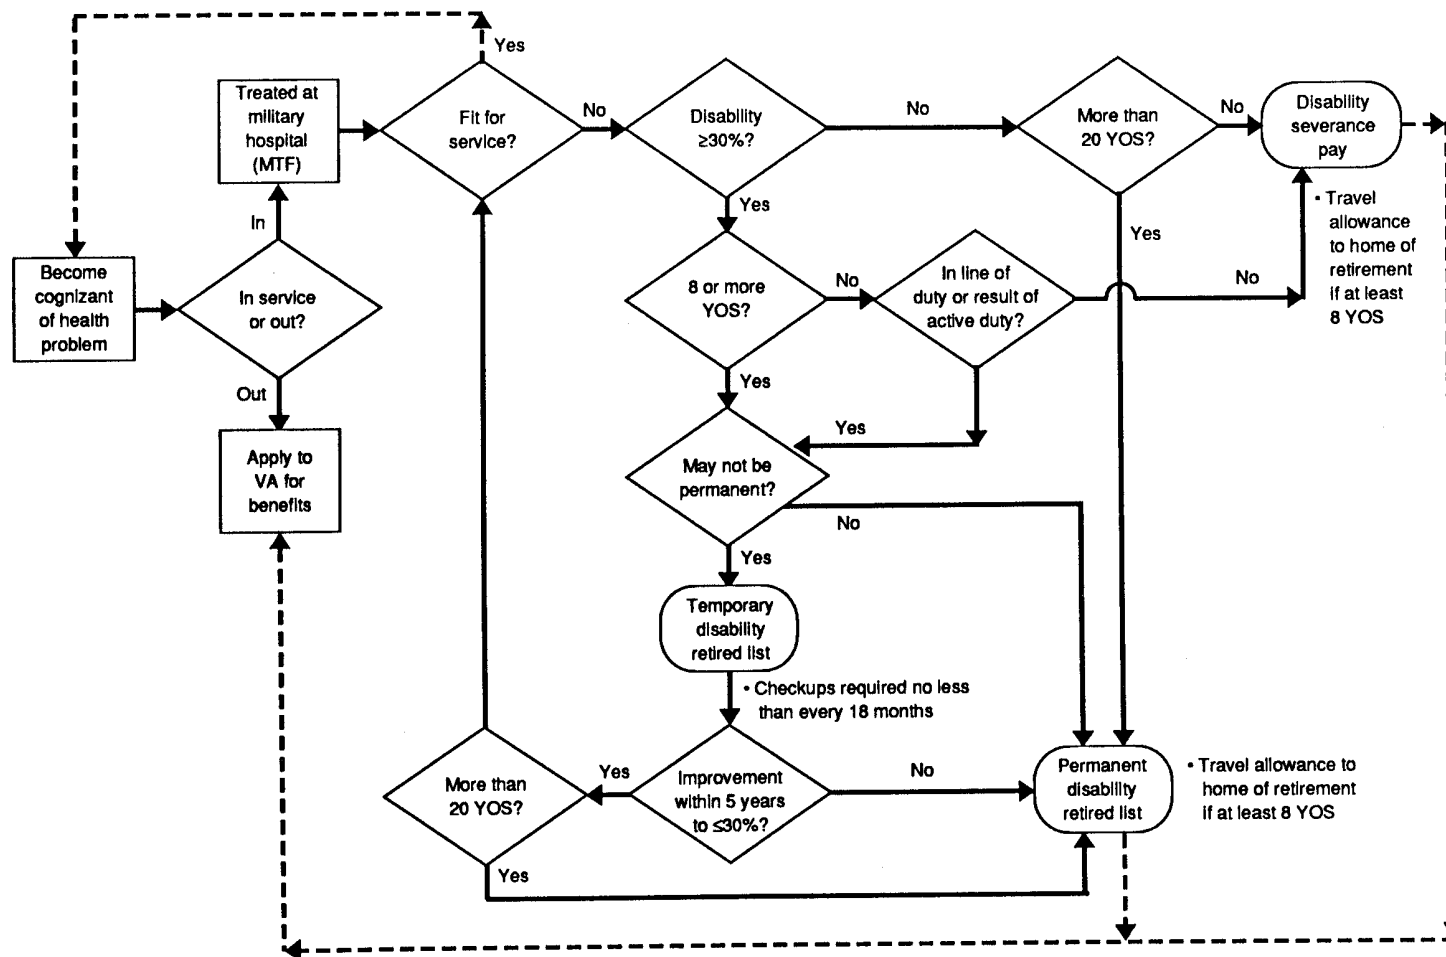 Yes
Treated at
military
hospital
(MTF)
Fit for
service?
No
Disability
≥30%?
No
More than
20 YOS?
No
Disability
severance
pay
In
Yes
Yes
• Travel
allowance
to home of
retirement
if at least
8 YOS
Become
cognizant
of health
problem
In service
or out?
8 or more
YOS?
No
In line of
duty or result of
active duty?
No
Out
Yes
Yes
Apply to
VA for
benefits
May not be
permanent?
No
Yes
Temporary
disability
retired list
• Checkups required no less
than every 18 months
More than
20 YOS?
Yes
Improvement
within 5 years
to ≤30%?
No
Permanent
disability
retired list
• Travel allowance to
home of retirement
if at least 8 YOS
Yes